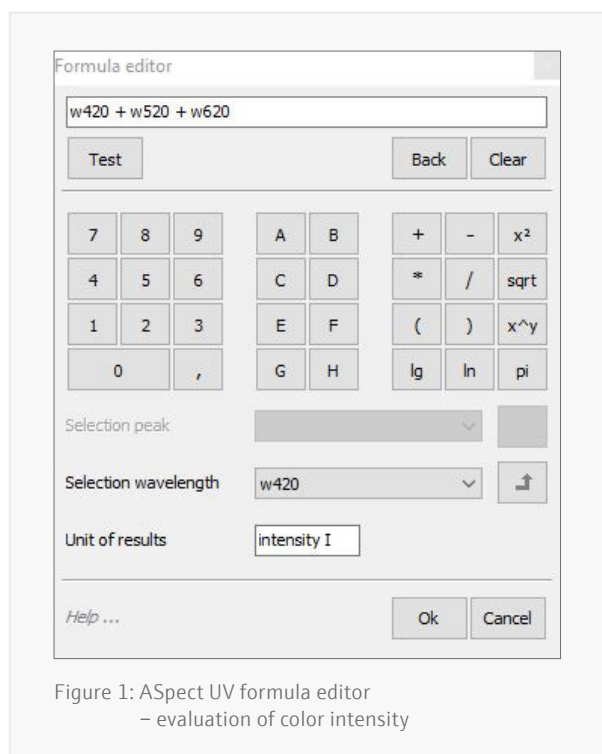 Formula editor
w420 + w520 + w620
Test Back Clear
7 8 9 A B + - x²
4 5 6 C D * / sqrt
1 2 3 E F ( ) x^y
0 , G H lg ln pi
Selection peak
Selection wavelength w420
Unit of results intensity I
Help ... Ok Cancel
Figure 1: ASpect UV formula editor
– evaluation of color intensity